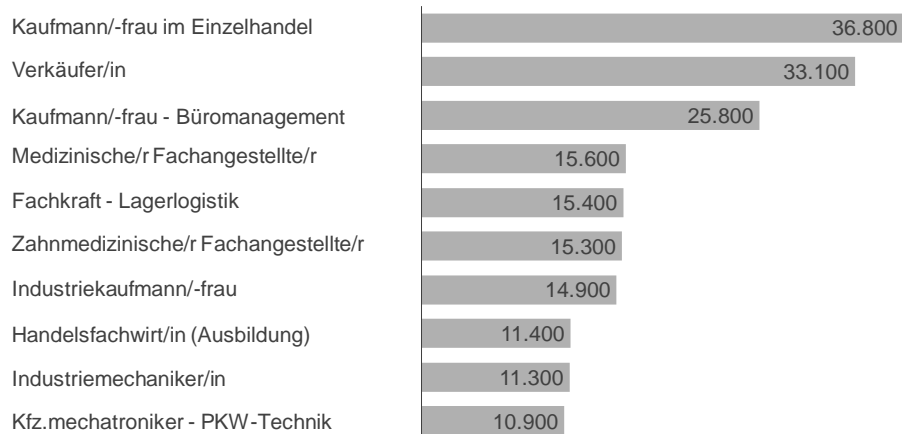 Kaufmann/-frau im Einzelhandel 36.800
Verkäufer/in 33.100
Kaufmann/-frau - Büromanagement 25.800
Medizinische/r Fachangestellte/r 15.600
Fachkraft - Lagerlogistik 15.400
Zahnmedizinische/r Fachangestellte/r 15.300
Industriekaufmann/-frau 14.900
Handelsfachwirt/in (Ausbildung) 11.400
Industriemechaniker/in 11.300
Kfz.mechatroniker - PKW-Technik 10.900